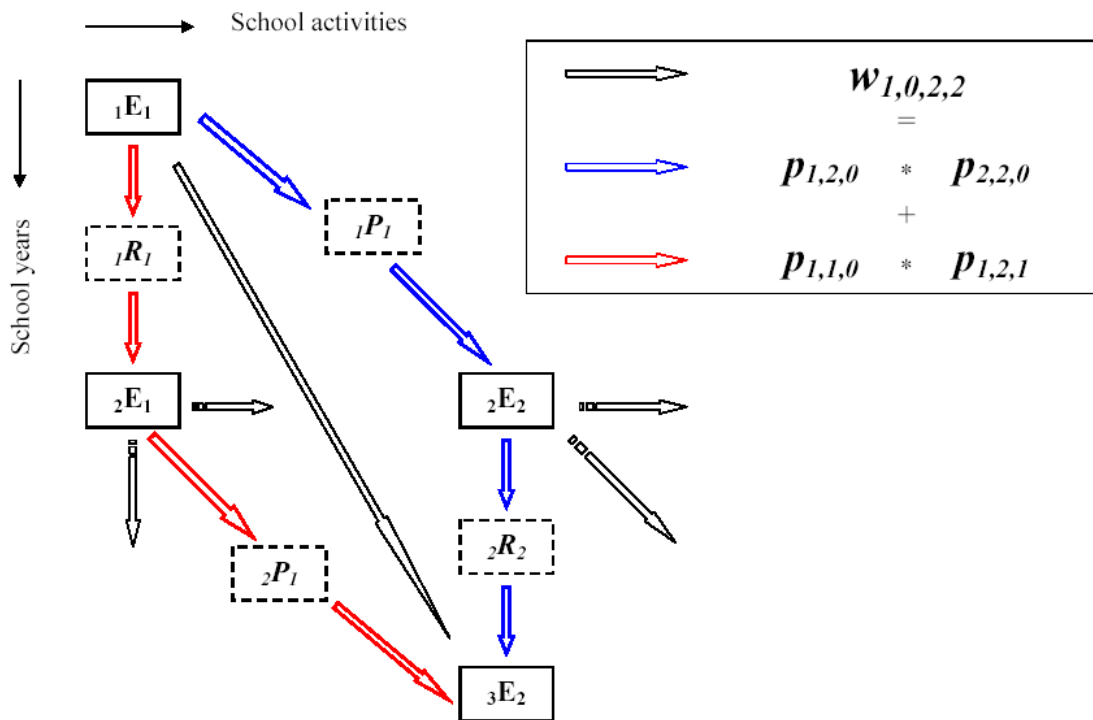 School activities
School years
₁E₁
w₁,₀,₂,₂
=
p₁,₂,₀ * p₂,₂,₀
+
p₁,₁,₀ * p₁,₂,₁
₁P₁
₁R₁
₂E₁
₂E₂
₂R₂
₂P₁
₃E₂